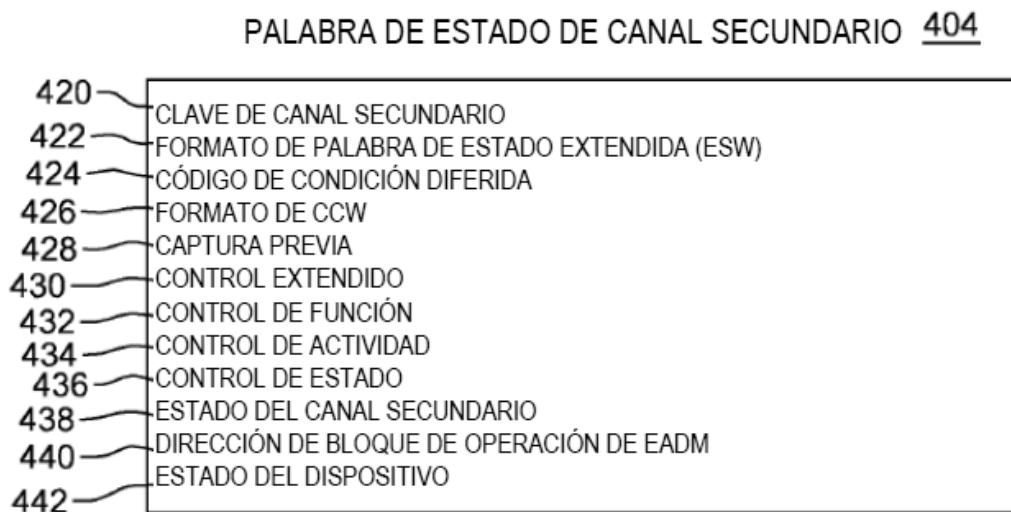 PALABRA DE ESTADO DE CANAL SECUNDARIO 404
420 CLAVE DE CANAL SECUNDARIO
422 FORMATO DE PALABRA DE ESTADO EXTENDIDA (ESW)
424 CÓDIGO DE CONDICIÓN DIFERIDA
426 FORMATO DE CCW
428 CAPTURA PREVIA
430 CONTROL EXTENDIDO
432 CONTROL DE FUNCIÓN
434 CONTROL DE ACTIVIDAD
436 CONTROL DE ESTADO
438 ESTADO DEL CANAL SECUNDARIO
440 DIRECCIÓN DE BLOQUE DE OPERACIÓN DE EADM
442 ESTADO DEL DISPOSITIVO